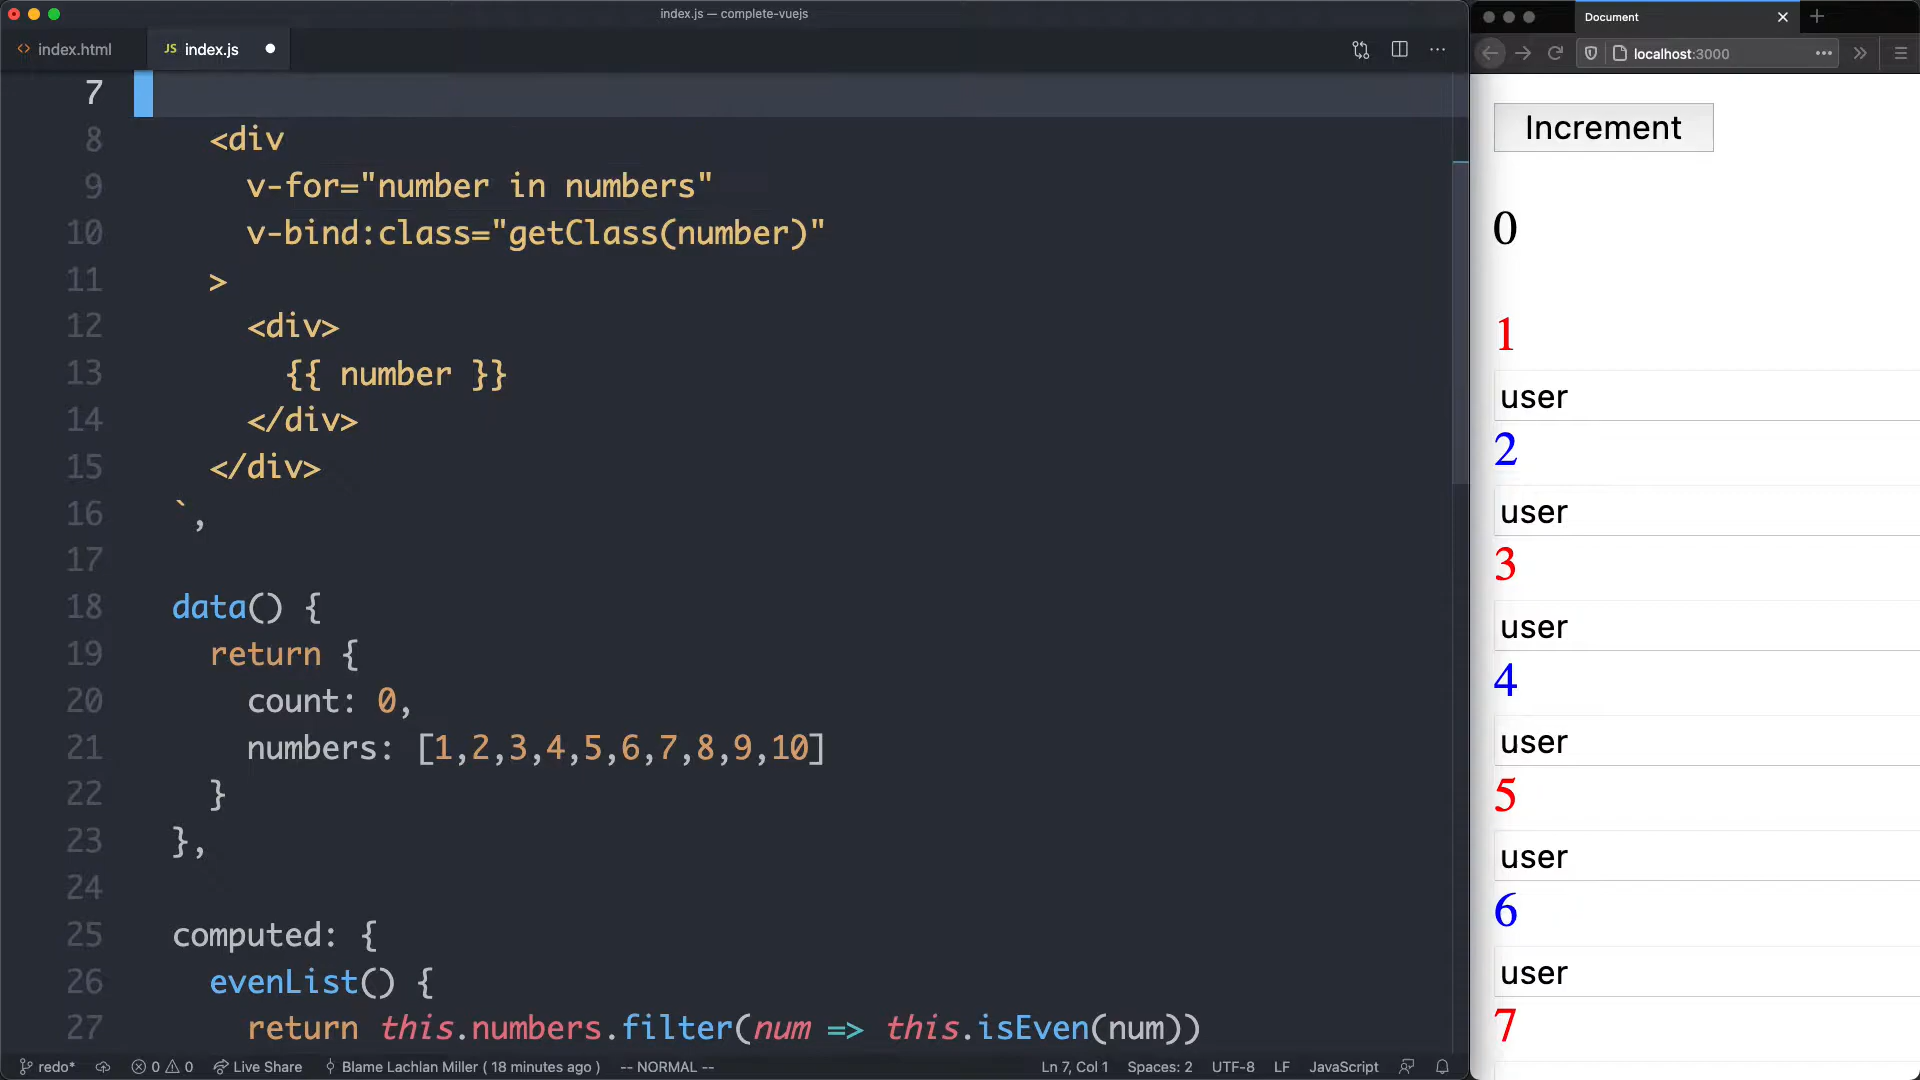 index.js — complete-vuejs
index.html
JS index.js
7
8 <div
9 v-for="number in numbers"
10 v-bind:class="getClass(number)"
11 >
12 <div>
13 {{ number }}
14 </div>
15 </div>
16 `,
17
18 data() {
19 return {
20 count: 0,
21 numbers: [1,2,3,4,5,6,7,8,9,10]
22 }
23 },
24
25 computed: {
26 evenList() {
27 return this.numbers.filter(num => this.isEven(num))
redo* 0 0 Live Share Blame Lachlan Miller ( 18 minutes ago ) -- NORMAL -- Ln 7, Col 1 Spaces: 2 UTF-8 LF JavaScript
Document
localhost:3000
Increment
0
1
user
2
user
3
user
4
user
5
user
6
user
7